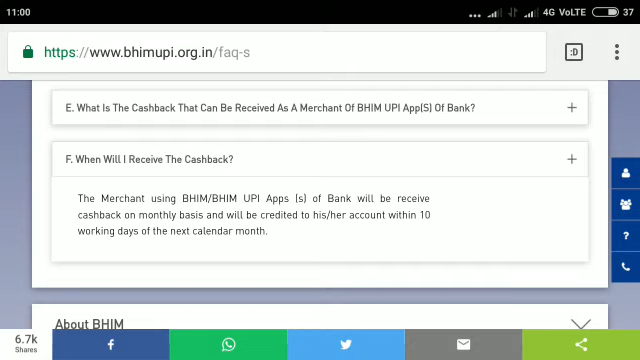 11:00
4G VoLTE
37
https://www.bhimupi.org.in/faq-s
:D
E. What Is The Cashback That Can Be Received As A Merchant Of BHIM UPI App(S) Of Bank?
+
F. When Will I Receive The Cashback?
+
The Merchant using BHIM/BHIM UPI Apps (s) of Bank will be receive
cashback on monthly basis and will be credited to his/her account within 10
working days of the next calendar month.
?
About BHIM
6.7k
Shares
f